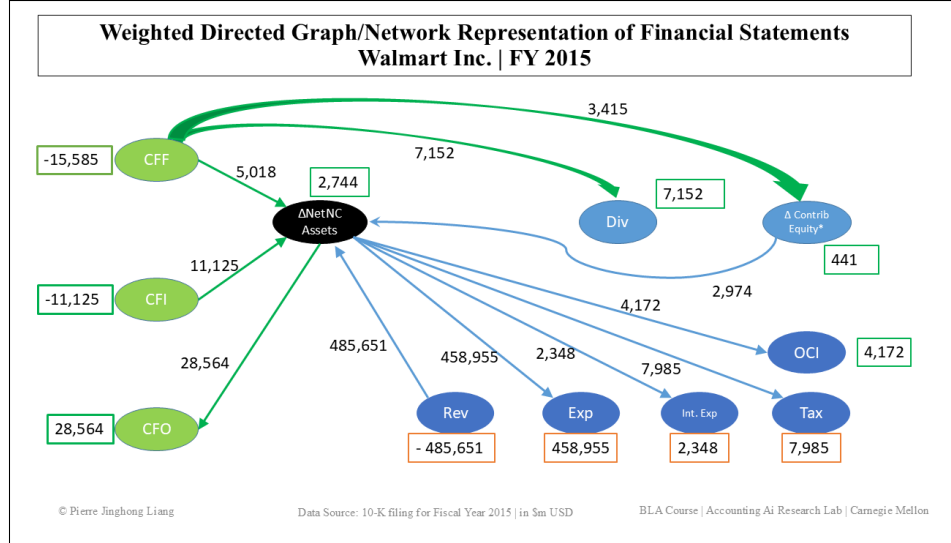 Weighted Directed Graph/Network Representation of Financial Statements
Walmart Inc. | FY 2015
3,415
7,152
-15,585
CFF
5,018
2,744
ΔNetNC
Assets
7,152
Div
Δ Contrib
Equity*
441
11,125
-11,125
CFI
2,974
4,172
OCI
4,172
28,564
485,651
458,955
2,348
7,985
28,564
CFO
Rev
Exp
Int. Exp
Tax
- 485,651
458,955
2,348
7,985
© Pierre Jinghong Liang
Data Source: 10-K filing for Fiscal Year 2015 | in $m USD
BLA Course | Accounting Ai Research Lab | Carnegie Mellon